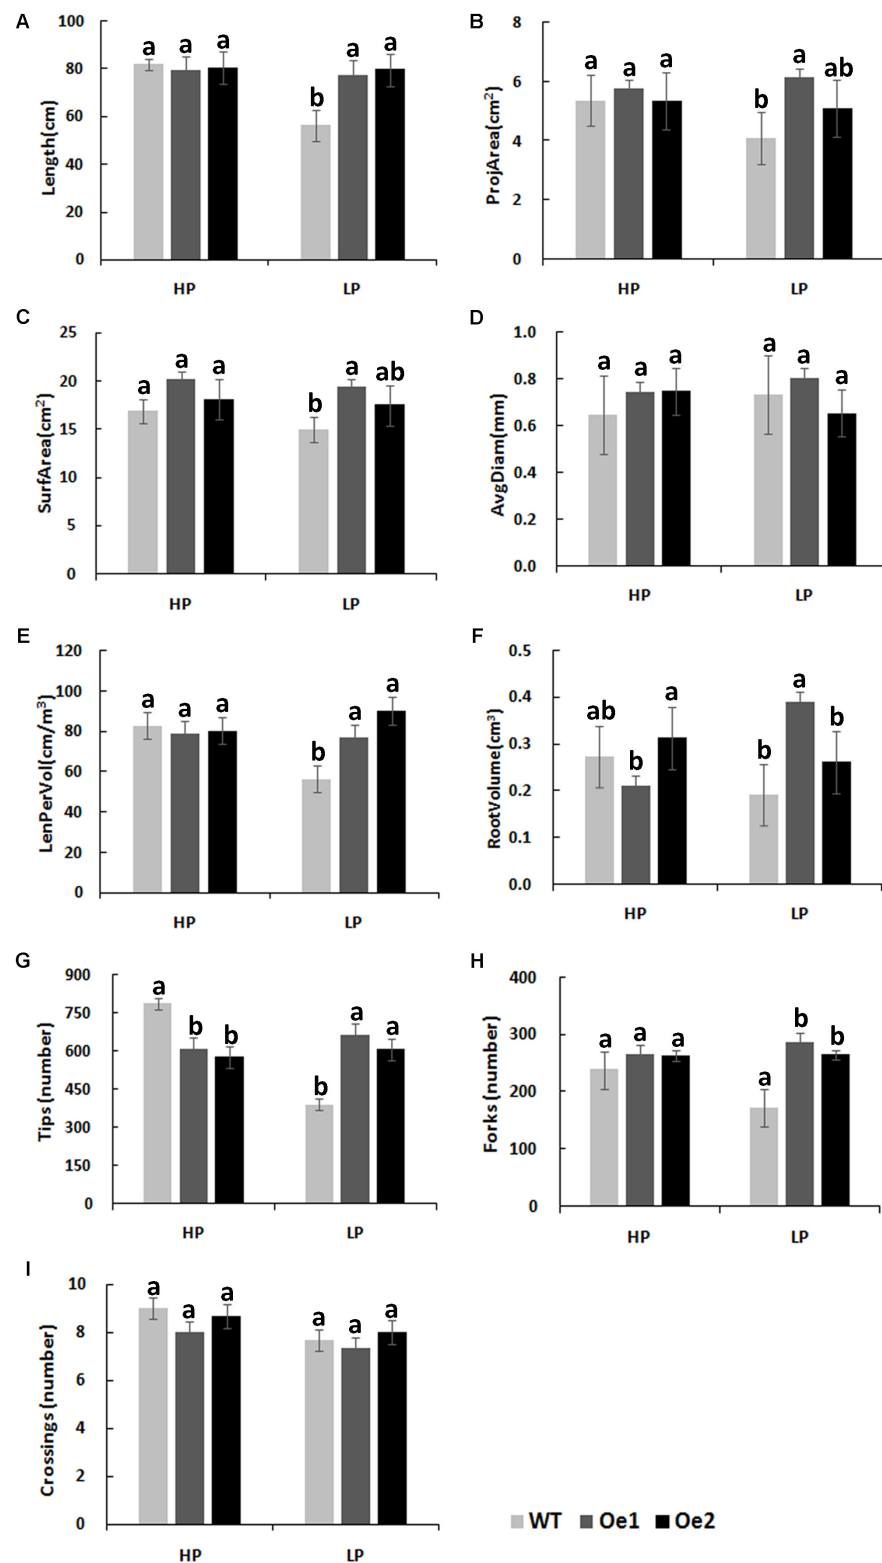 A
Length(cm)
100
80
60
40
20
0
a a a
b a a
HP LP
B
ProjArea(cm2)
8
6
4
2
0
a a a
b a ab
HP LP
C
SurfArea(cm2)
25
20
15
10
5
0
a a a
b a ab
HP LP
D
AvgDiam(mm)
1.0
0.8
0.6
0.4
0.2
0.0
a a a
a a a
HP LP
E
LenPerVol(cm/m3)
120
100
80
60
40
20
0
a a a
b a a
HP LP
F
RootVolume(cm3)
0.5
0.4
0.3
0.2
0.1
0.0
ab b a
b a b
HP LP
G
Tips (number)
900
750
600
450
300
150
0
a b b
b a a
HP LP
H
Forks (number)
400
300
200
100
0
a a a
a b b
HP LP
I
Crossings (number)
10
8
6
4
2
0
a a a
a a a
HP LP
WT Oe1 Oe2